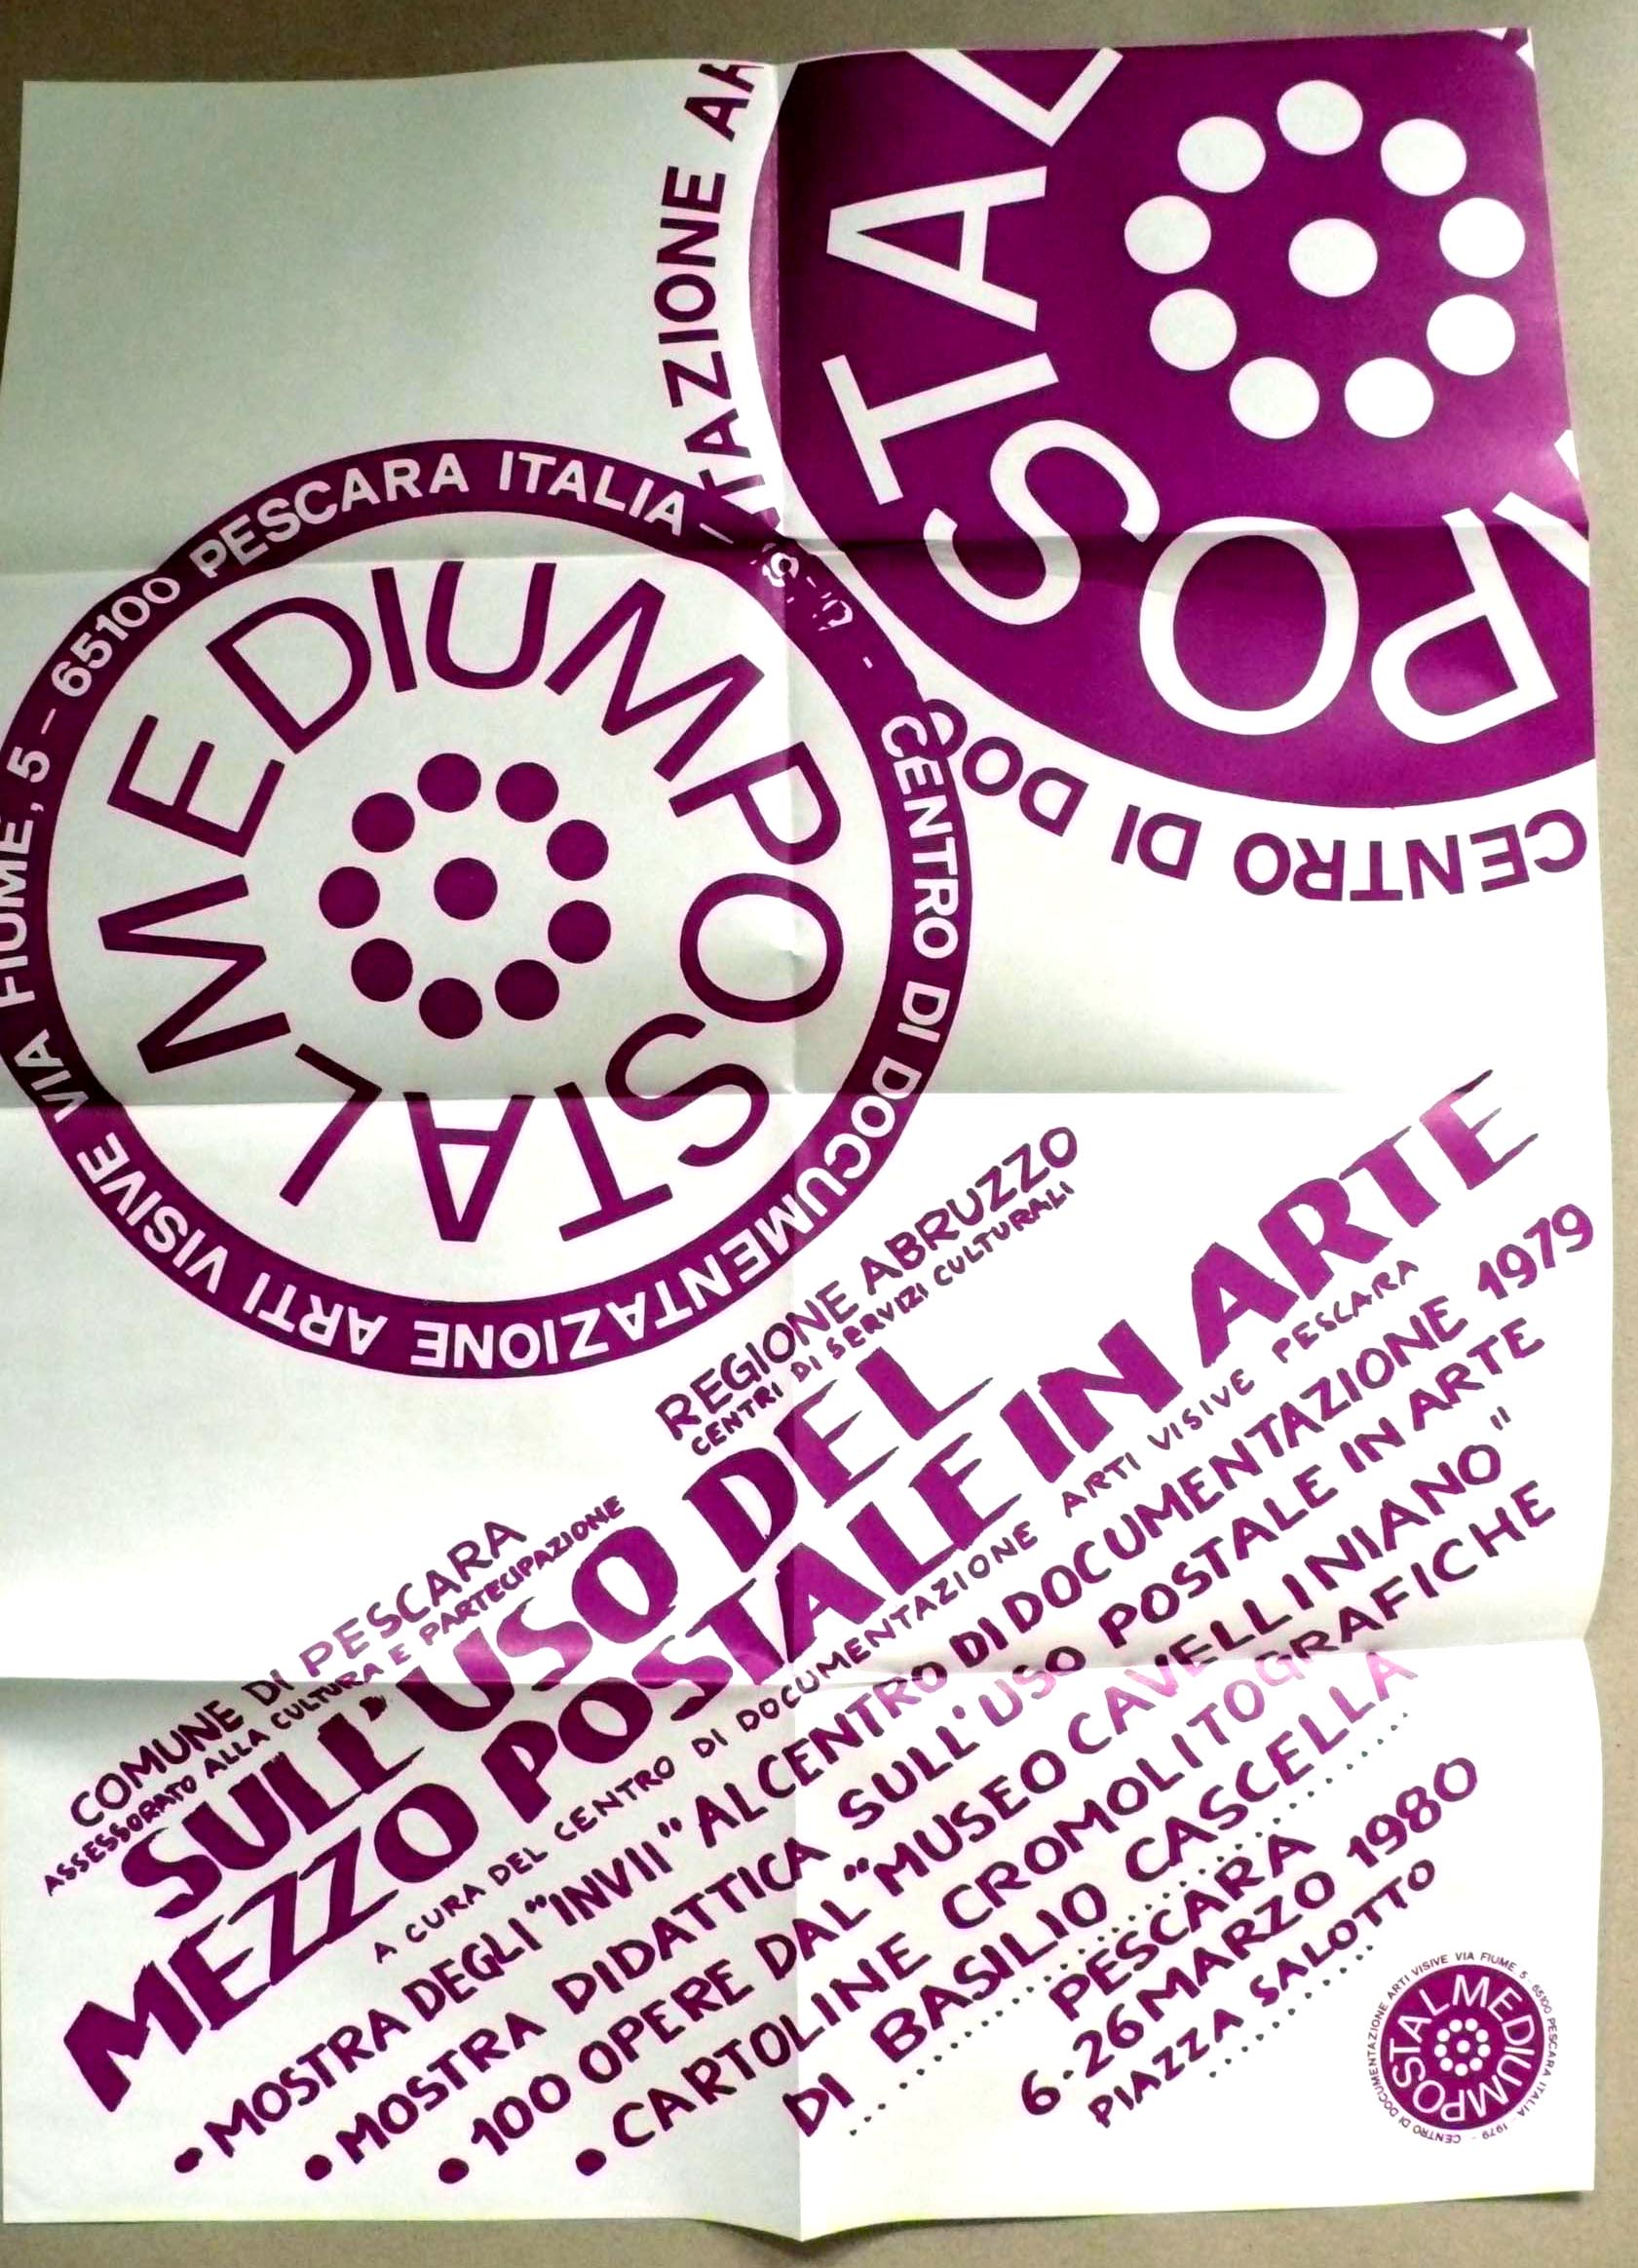 CENTRO DI DOC
TAZIONE AR
POSTAL
CENTRO DI DOCUMENTAZIONE ARTI VISIVE VIA FIUME, 5 - 65100 PESCARA ITALIA -
MEDIUMPOSTAL
COMUNE DI PESCARA
ASSESSORATO ALLA CULTURA E PARTECIPAZIONE
REGIONE ABRUZZO
CENTRI DI SERVIZI CULTURALI
SULL'USO DEL
MEZZO POSTALE IN ARTE
A CURA DEL CENTRO DI DOCUMENTAZIONE ARTI VISIVE PESCARA
• MOSTRA DEGLI "INVII" AL CENTRO DI DOCUMENTAZIONE 1979
• MOSTRA DIDATTICA SULL'USO POSTALE IN ARTE
• 100 OPERE DAL "MUSEO CAVELLINIANO"
• CARTOLINE CROMOLITOGRAFICHE
DI BASILIO CASCELLA
PESCARA
6-26 MARZO 1980
PIAZZA SALOTTO
CENTRO DI DOCUMENTAZIONE ARTI VISIVE VIA FIUME, 5 - 65100 PESCARA ITALIA - 1979 -
MEDIUMPOSTAL